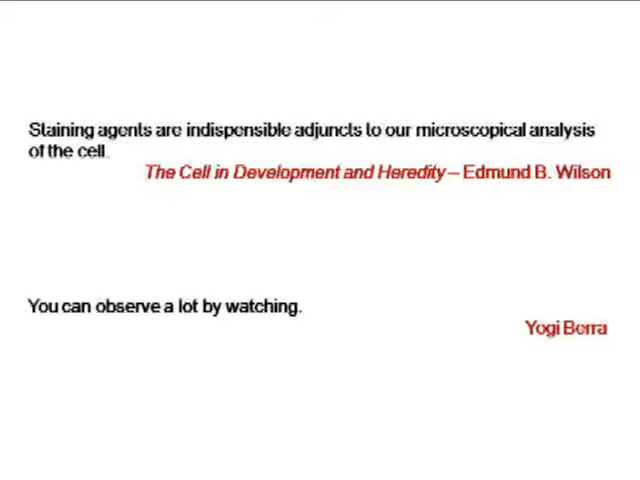 Staining agents are indispensible adjuncts to our microscopical analysis
of the cell.
The Cell in Development and Heredity – Edmund B. Wilson
You can observe a lot by watching.
Yogi Berra